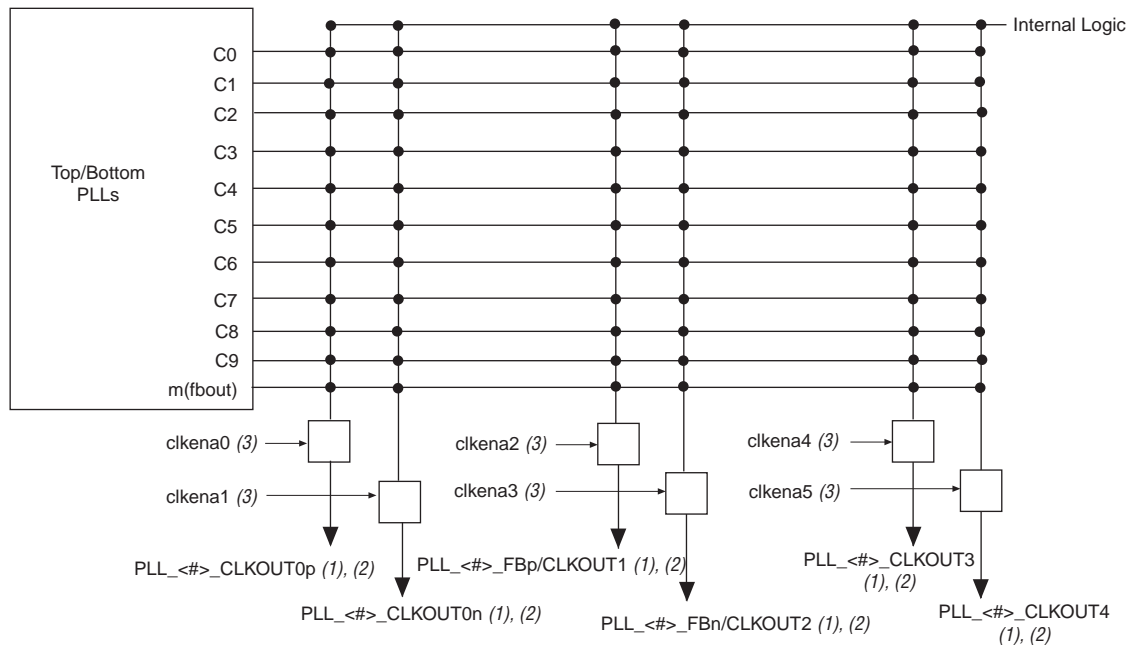 Internal Logic
C0
C1
C2
C3
Top/Bottom
PLLs
C4
C5
C6
C7
C8
C9
m(fbout)
clkena0 (3)
clkena2 (3)
clkena4 (3)
clkena1 (3)
clkena3 (3)
clkena5 (3)
PLL_<#>_CLKOUT0p (1), (2)
PLL_<#>_FBp/CLKOUT1 (1), (2)
PLL_<#>_CLKOUT3
(1), (2)
PLL_<#>_CLKOUT0n (1), (2)
PLL_<#>_FBn/CLKOUT2 (1), (2)
PLL_<#>_CLKOUT4
(1), (2)